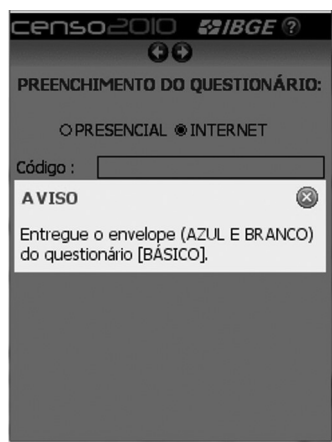 censo2010 IBGE ?
PREENCHIMENTO DO QUESTIONÁRIO:
PRESENCIAL INTERNET
Código :
AVISO
Entregue o envelope (AZUL E BRANCO)
do questionário [BÁSICO].